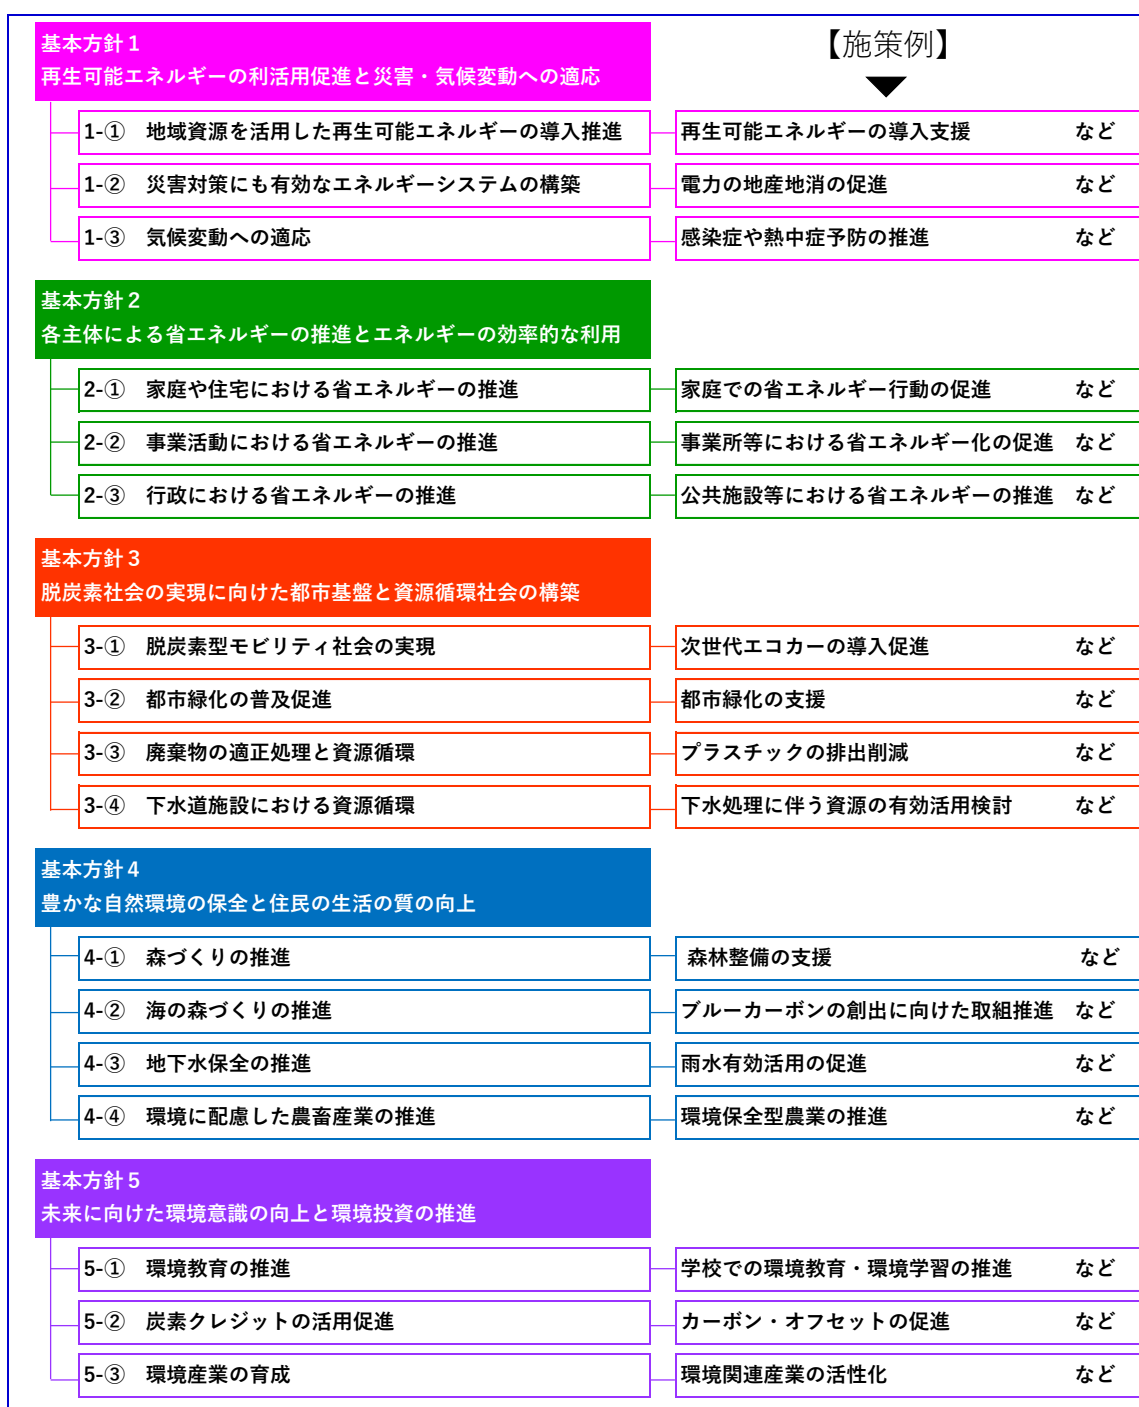 基本方針１
再生可能エネルギーの利活用促進と災害・気候変動への適応
【施策例】
▼
1-①　地域資源を活用した再生可能エネルギーの導入推進　再生可能エネルギーの導入支援　など
1-②　災害対策にも有効なエネルギーシステムの構築　電力の地産地消の促進　など
1-③　気候変動への適応　感染症や熱中症予防の推進　など
基本方針２
各主体による省エネルギーの推進とエネルギーの効率的な利用
2-①　家庭や住宅における省エネルギーの推進　家庭での省エネルギー行動の促進　など
2-②　事業活動における省エネルギーの推進　事業所等における省エネルギー化の促進　など
2-③　行政における省エネルギーの推進　公共施設等における省エネルギーの推進　など
基本方針３
脱炭素社会の実現に向けた都市基盤と資源循環社会の構築
3-①　脱炭素型モビリティ社会の実現　次世代エコカーの導入促進　など
3-②　都市緑化の普及促進　都市緑化の支援　など
3-③　廃棄物の適正処理と資源循環　プラスチックの排出削減　など
3-④　下水道施設における資源循環　下水処理に伴う資源の有効活用検討　など
基本方針４
豊かな自然環境の保全と住民の生活の質の向上
4-①　森づくりの推進　森林整備の支援　など
4-②　海の森づくりの推進　ブルーカーボンの創出に向けた取組推進　など
4-③　地下水保全の推進　雨水有効活用の促進　など
4-④　環境に配慮した農畜産業の推進　環境保全型農業の推進　など
基本方針５
未来に向けた環境意識の向上と環境投資の推進
5-①　環境教育の推進　学校での環境教育・環境学習の推進　など
5-②　炭素クレジットの活用促進　カーボン・オフセットの促進　など
5-③　環境産業の育成　環境関連産業の活性化　など